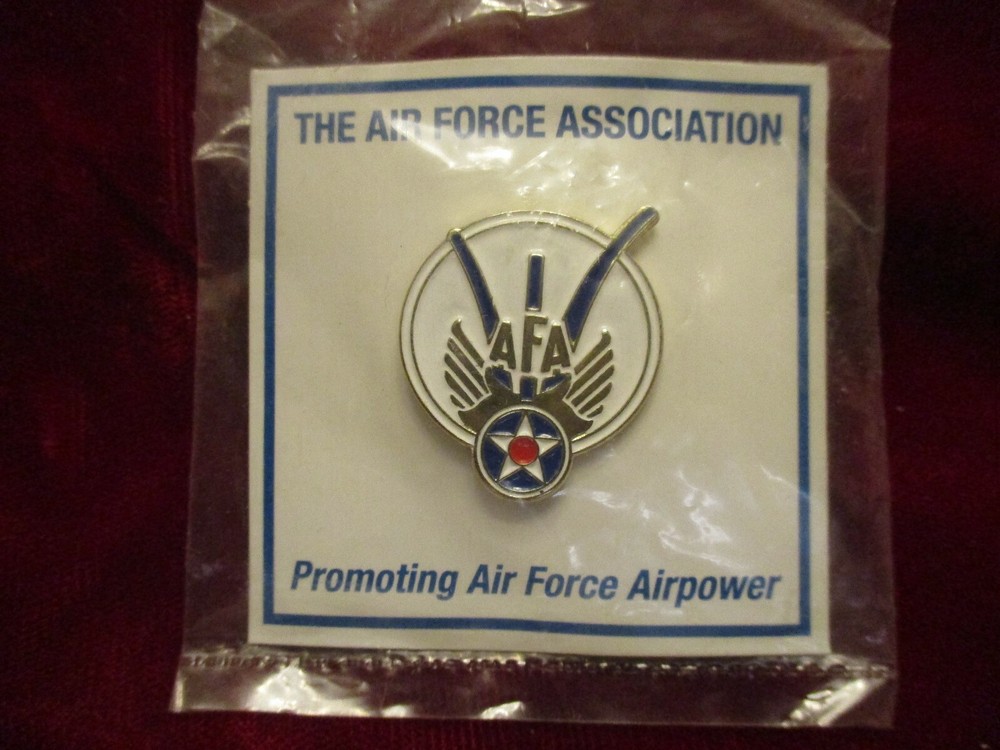 THE AIR FORCE ASSOCIATION
AFA
Promoting Air Force Airpower